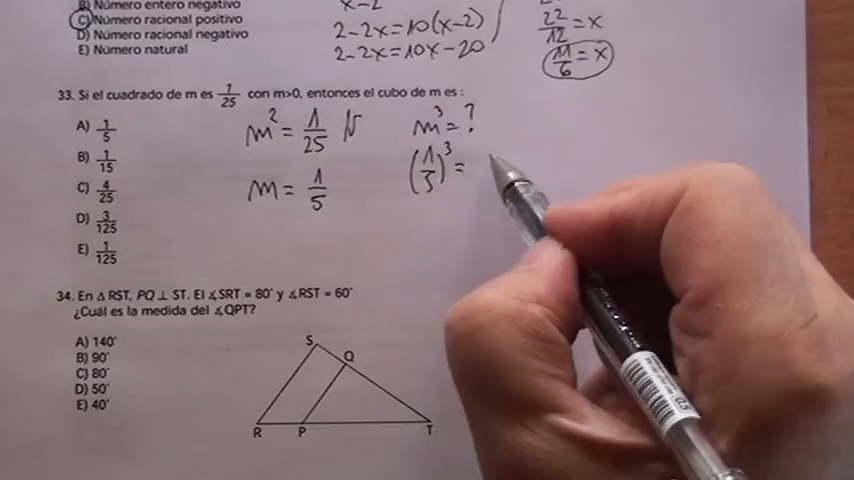 B) Número entero negativo
C) Número racional positivo
D) Número racional negativo
E) Número natural
x-2
2-2x=10(x-2)
2-2x=10x-20
22/12 = x
11/6 = x
33. Si el cuadrado de m es 1/25 con m>0, entonces el cubo de m es :
A) 1/5
B) 1/15
C) 4/25
D) 3/125
E) 1/125
m² = 1/25
m = 1/5
m³ = ?
(1/5)³ =
34. En Δ RST, PQ ⊥ ST. El ∡SRT = 80° y ∡RST = 60°
¿Cuál es la medida del ∡QPT?
A) 140°
B) 90°
C) 80°
D) 50°
E) 40°
S
Q
R
P
T
0.5